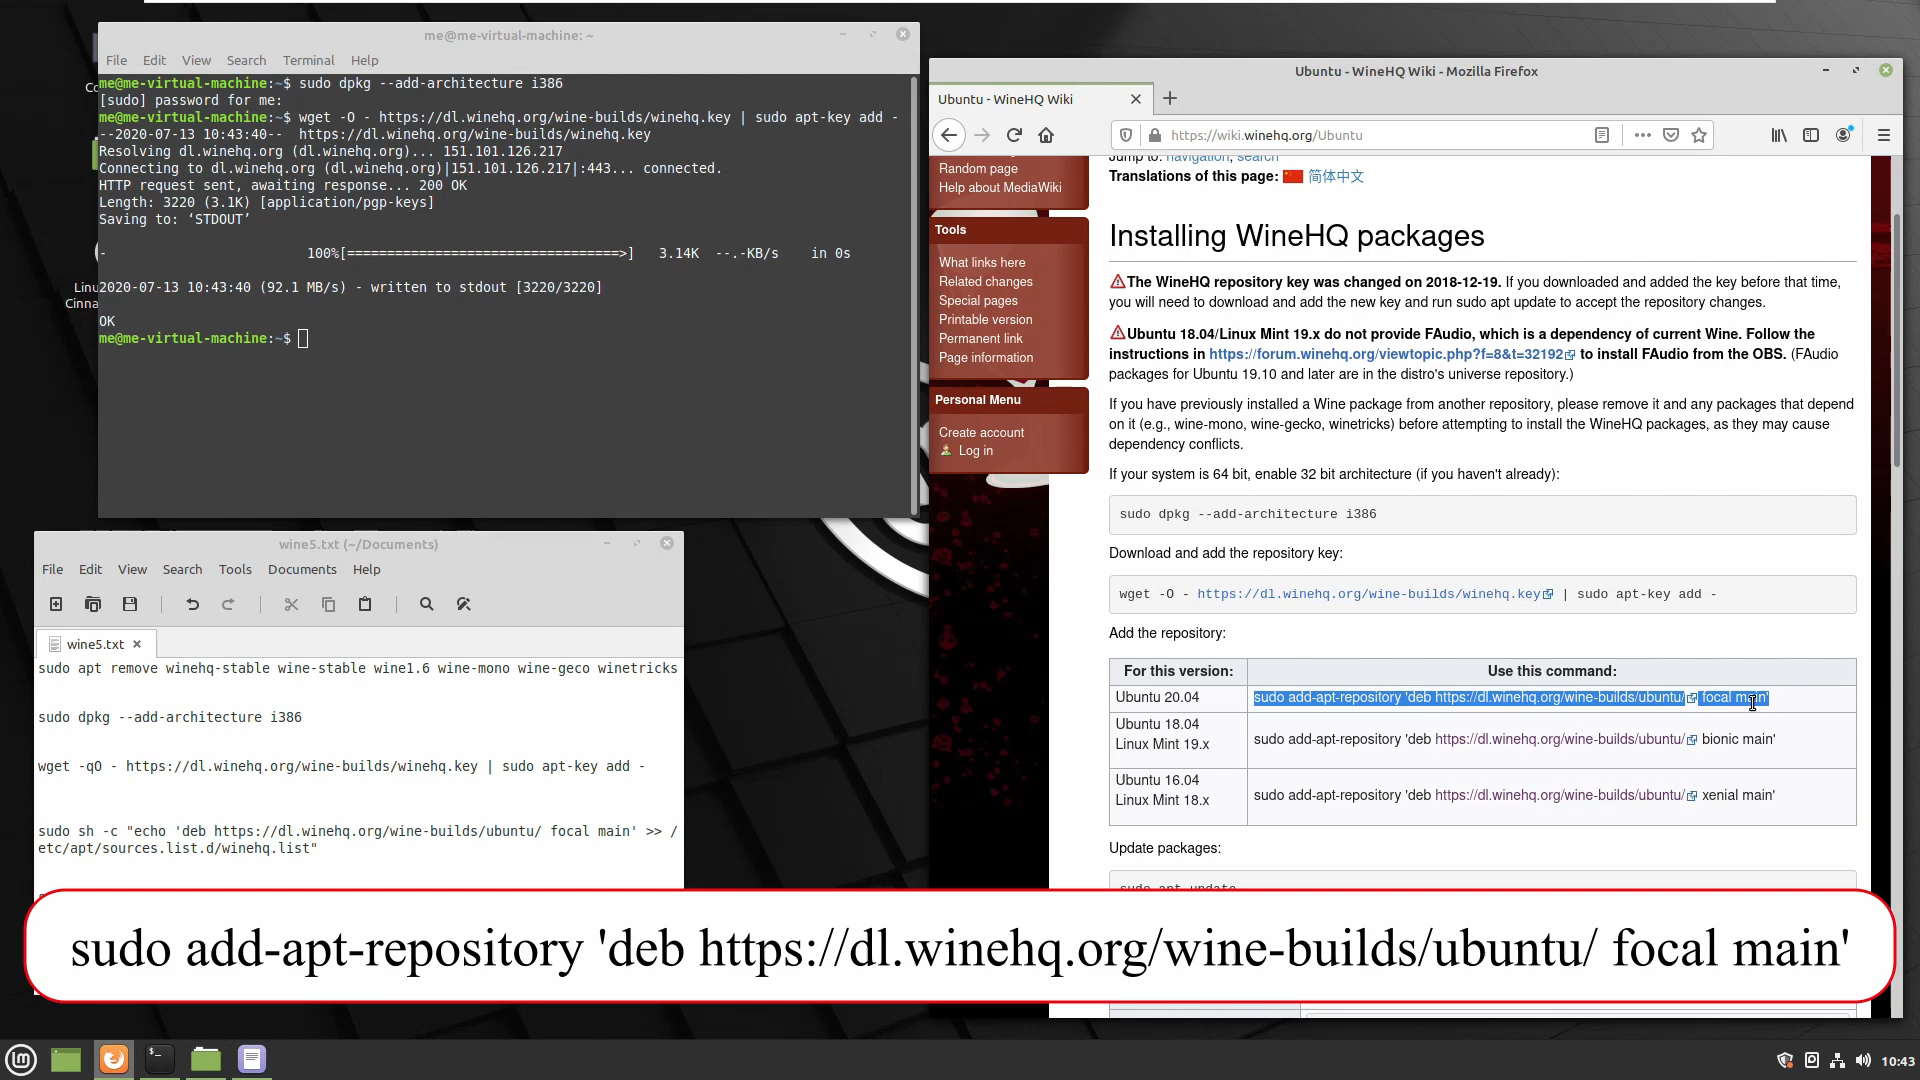 me@me-virtual-machine: ~
File Edit View Search Terminal Help
me@me-virtual-machine:~$ sudo dpkg --add-architecture i386
[sudo] password for me:
me@me-virtual-machine:~$ wget -O - https://dl.winehq.org/wine-builds/winehq.key | sudo apt-key add -
--2020-07-13 10:43:40-- https://dl.winehq.org/wine-builds/winehq.key
Resolving dl.winehq.org (dl.winehq.org)... 151.101.126.217
Connecting to dl.winehq.org (dl.winehq.org)|151.101.126.217|:443... connected.
HTTP request sent, awaiting response... 200 OK
Length: 3220 (3.1K) [application/pgp-keys]
Saving to: ‘STDOUT’
- 100%[=================================>] 3.14K --.-KB/s in 0s
2020-07-13 10:43:40 (92.1 MB/s) - written to stdout [3220/3220]
OK
me@me-virtual-machine:~$
Co
Linu
Cinna
wine5.txt (~/Documents)
File Edit View Search Tools Documents Help
wine5.txt
sudo apt remove winehq-stable wine-stable wine1.6 wine-mono wine-geco winetricks
sudo dpkg --add-architecture i386
wget -qO - https://dl.winehq.org/wine-builds/winehq.key | sudo apt-key add -
sudo sh -c "echo 'deb https://dl.winehq.org/wine-builds/ubuntu/ focal main' >> /
etc/apt/sources.list.d/winehq.list"
Ubuntu - WineHQ Wiki - Mozilla Firefox
Ubuntu - WineHQ Wiki
https://wiki.winehq.org/Ubuntu
Random page
Help about MediaWiki
Tools
What links here
Related changes
Special pages
Printable version
Permanent link
Page information
Personal Menu
Create account
Log in
Jump to: navigation, search
Translations of this page: 简体中文
Installing WineHQ packages
The WineHQ repository key was changed on 2018-12-19. If you downloaded and added the key before that time,
you will need to download and add the new key and run sudo apt update to accept the repository changes.
Ubuntu 18.04/Linux Mint 19.x do not provide FAudio, which is a dependency of current Wine. Follow the
instructions in https://forum.winehq.org/viewtopic.php?f=8&t=32192 to install FAudio from the OBS. (FAudio
packages for Ubuntu 19.10 and later are in the distro's universe repository.)
If you have previously installed a Wine package from another repository, please remove it and any packages that depend
on it (e.g., wine-mono, wine-gecko, winetricks) before attempting to install the WineHQ packages, as they may cause
dependency conflicts.
If your system is 64 bit, enable 32 bit architecture (if you haven't already):
sudo dpkg --add-architecture i386
Download and add the repository key:
wget -O - https://dl.winehq.org/wine-builds/winehq.key | sudo apt-key add -
Add the repository:
For this version: Use this command:
Ubuntu 20.04 sudo add-apt-repository 'deb https://dl.winehq.org/wine-builds/ubuntu/ focal main'
Ubuntu 18.04
Linux Mint 19.x
sudo add-apt-repository 'deb https://dl.winehq.org/wine-builds/ubuntu/ bionic main'
Ubuntu 16.04
Linux Mint 18.x
sudo add-apt-repository 'deb https://dl.winehq.org/wine-builds/ubuntu/ xenial main'
Update packages:
sudo apt update
sudo add-apt-repository 'deb https://dl.winehq.org/wine-builds/ubuntu/ focal main'
10:43